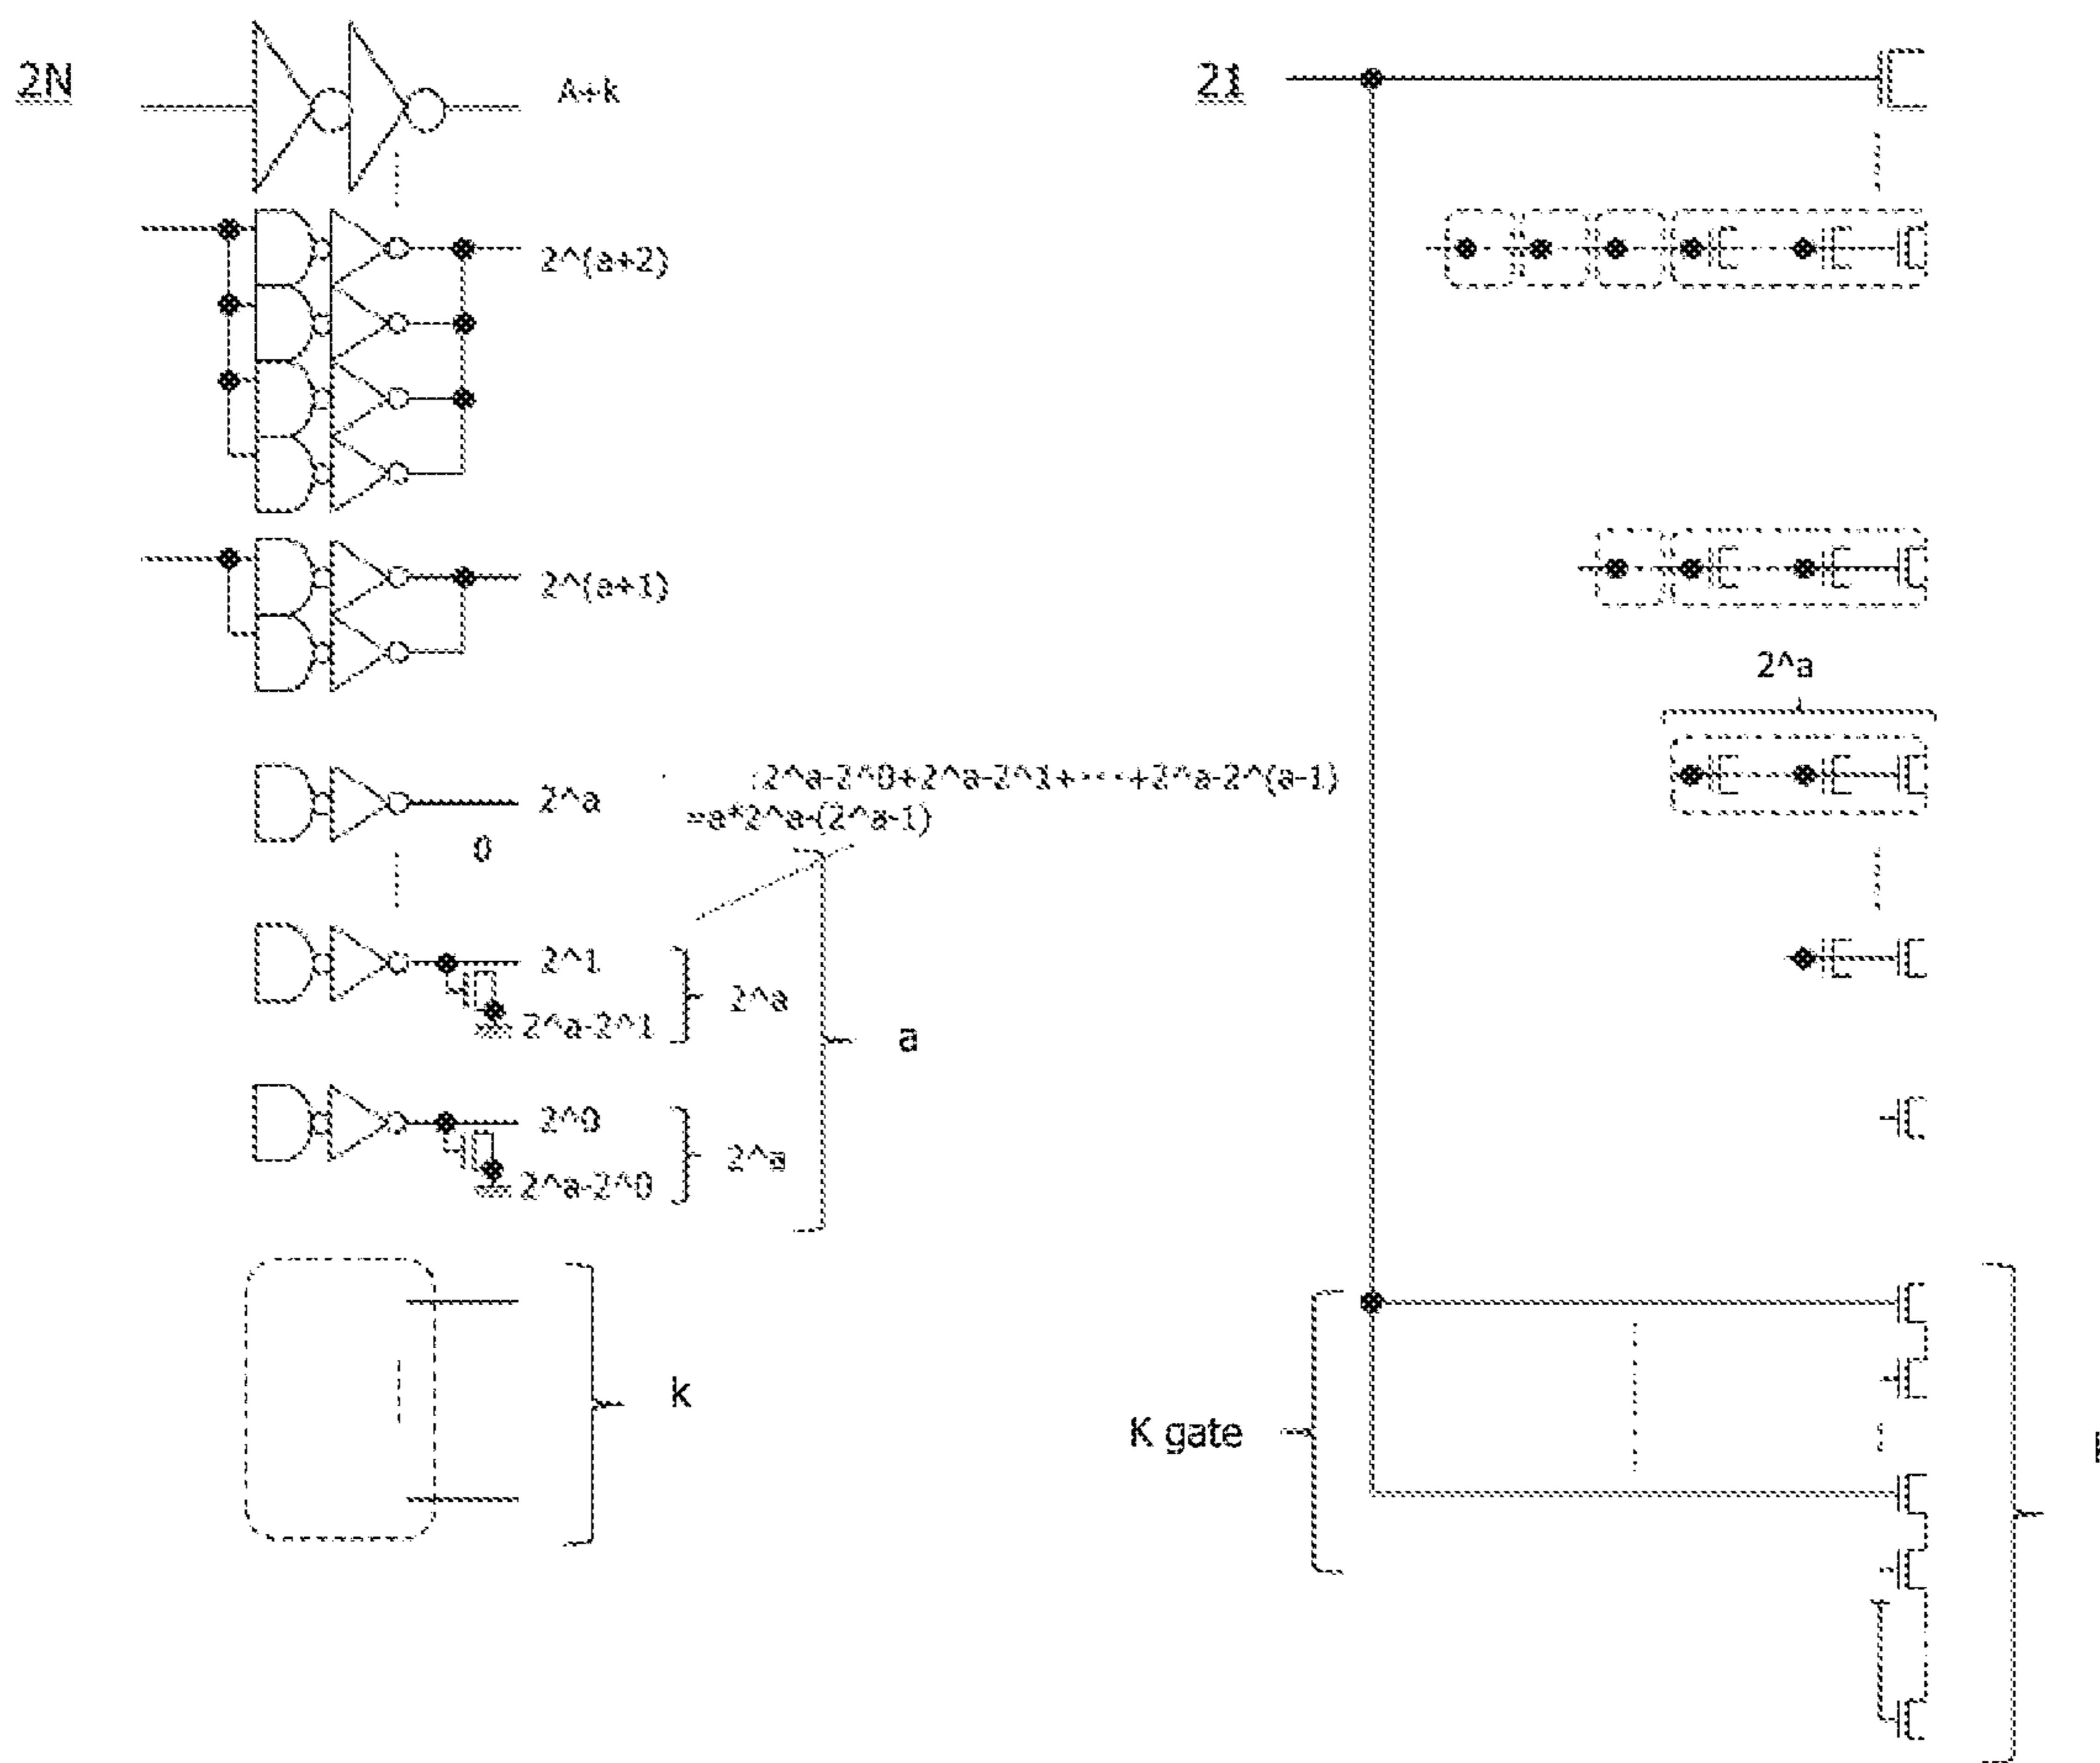 2N
A+k
21
2^(a+2)
2^(a+1)
2^a
2^a
:2^a-2^0+2^a-2^1+····+2^a-2^(a-1)
=a*2^a-(2^a-1)
0
2^1
2^a-2^1
2^a
a
2^0
2^a-2^0
2^a
k
K gate